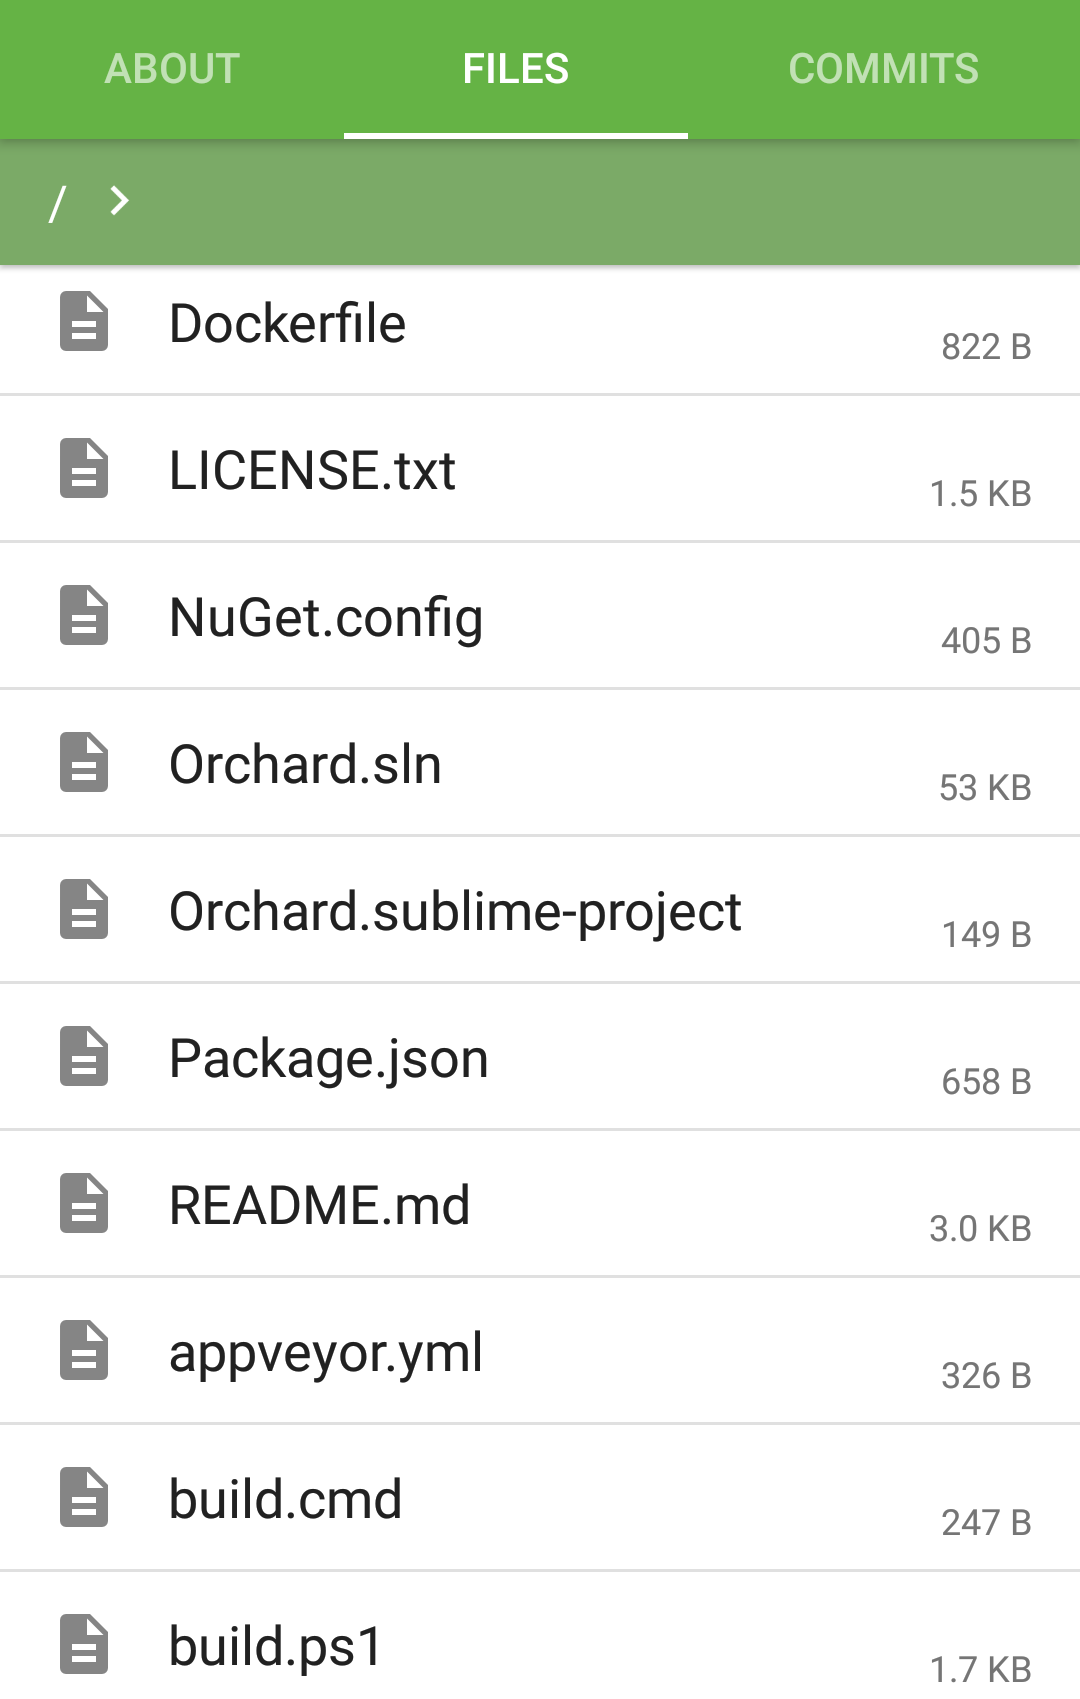 ABOUT FILES COMMITS
/ >
Dockerfile 822 B
LICENSE.txt 1.5 KB
NuGet.config 405 B
Orchard.sln 53 KB
Orchard.sublime-project 149 B
Package.json 658 B
README.md 3.0 KB
appveyor.yml 326 B
build.cmd 247 B
build.ps1 1.7 KB